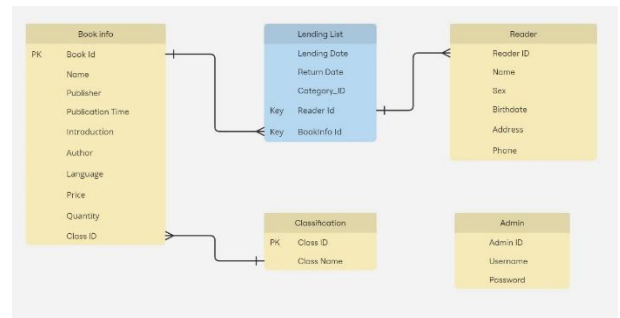 Book info
PK Book Id
Name
Publisher
Publication Time
Introduction
Author
Language
Price
Quantity
Class ID
Lending List
Lending Date
Return Date
Category_ID
Key Reader Id
Key BookInfo Id
Reader
Reader ID
Name
Sex
Birthdate
Address
Phone
Classification
PK Class ID
Class Name
Admin
Admin ID
Username
Password